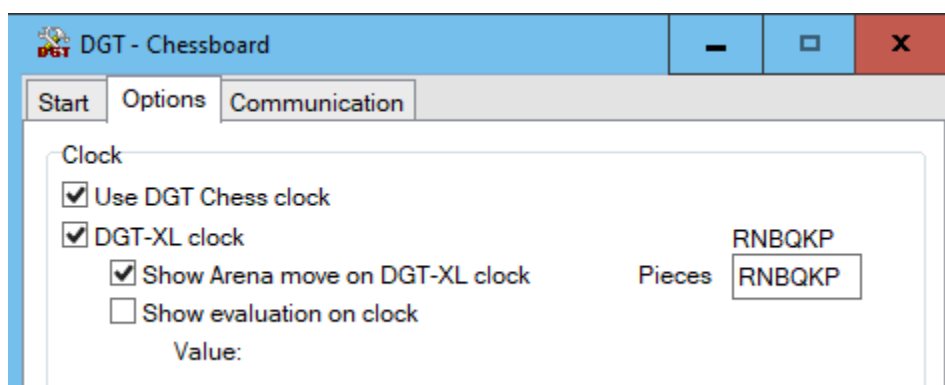 DGT DGT - Chessboard
Start Options Communication
Clock
Use DGT Chess clock
DGT-XL clock RNBQKP
Show Arena move on DGT-XL clock Pieces RNBQKP
Show evaluation on clock
Value: